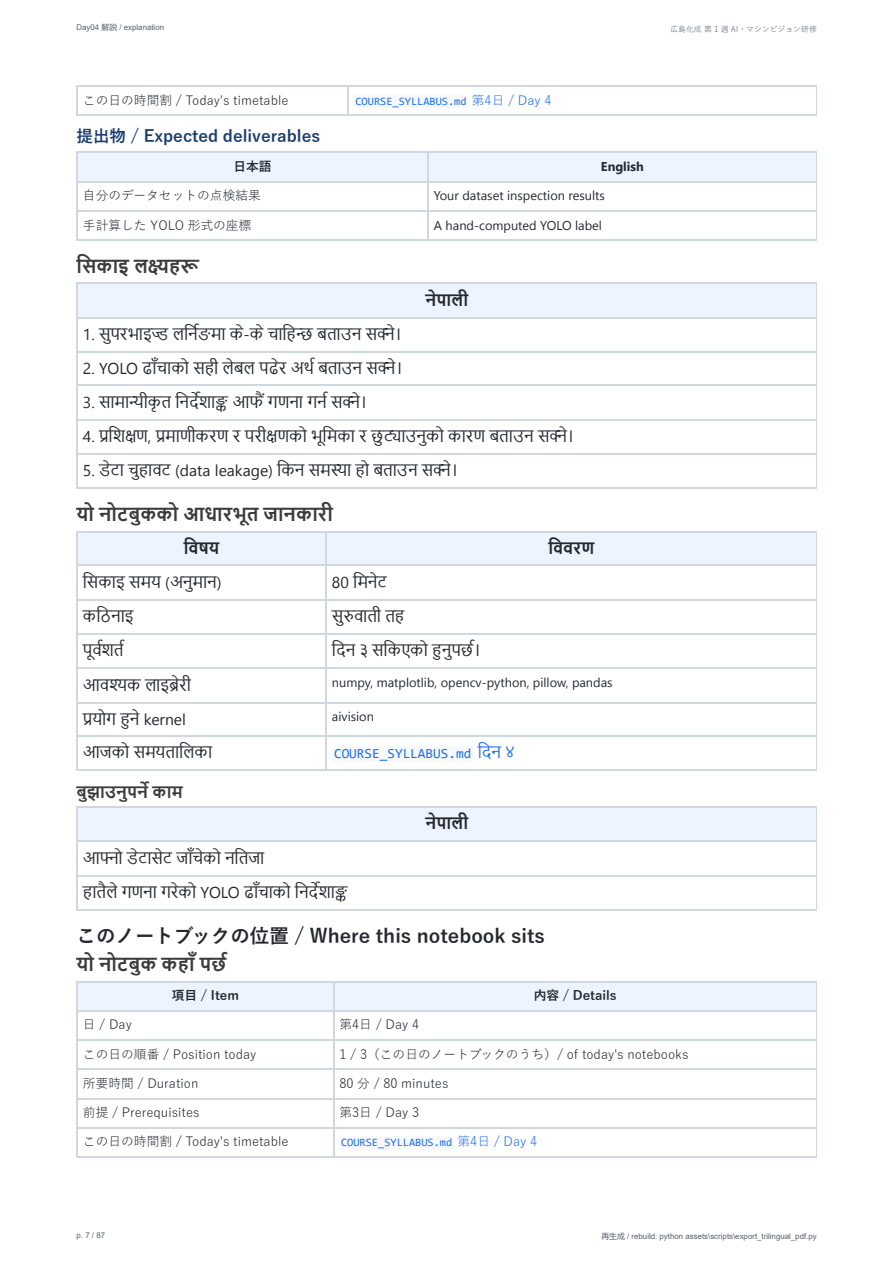 Day04 解説 / explanation
広島化成 第 1 週 AI・マシンビジョン研修
この日の時間割 / Today's timetable COURSE_SYLLABUS.md 第4日 / Day 4
提出物 / Expected deliverables
日本語 English
自分のデータセットの点検結果 Your dataset inspection results
手計算した YOLO 形式の座標 A hand-computed YOLO label
सिकाइ लक्ष्यहरू
नेपाली
1. सुपरभाइज्ड लर्निङमा के-के चाहिन्छ बताउन सक्ने।
2. YOLO ढाँचाको सही लेबल पढेर अर्थ बताउन सक्ने।
3. सामान्यीकृत निर्देशाङ्क आफैं गणना गर्न सक्ने।
4. प्रशिक्षण, प्रमाणीकरण र परीक्षणको भूमिका र छुट्याउनुको कारण बताउन सक्ने।
5. डेटा चुहावट (data leakage) किन समस्या हो बताउन सक्ने।
यो नोटबुकको आधारभूत जानकारी
विषय विवरण
सिकाइ समय (अनुमान) 80 मिनेट
कठिनाइ सुरुवाती तह
पूर्वशर्त दिन ३ सकिएको हुनुपर्छ।
आवश्यक लाइब्रेरी numpy, matplotlib, opencv-python, pillow, pandas
प्रयोग हुने kernel aivision
आजको समयतालिका COURSE_SYLLABUS.md दिन ४
बुझाउनुपर्ने काम
नेपाली
आफ्नो डेटासेट जाँचेको नतिजा
हातैले गणना गरेको YOLO ढाँचाको निर्देशाङ्क
このノートブックの位置 / Where this notebook sits
यो नोटबुक कहाँ पर्छ
項目 / Item 内容 / Details
日 / Day 第4日 / Day 4
この日の順番 / Position today 1 / 3（この日のノートブックのうち）/ of today's notebooks
所要時間 / Duration 80 分 / 80 minutes
前提 / Prerequisites 第3日 / Day 3
この日の時間割 / Today's timetable COURSE_SYLLABUS.md 第4日 / Day 4
p. 7 / 87
再生成 / rebuild: python assets\scripts\export_trilingual_pdf.py